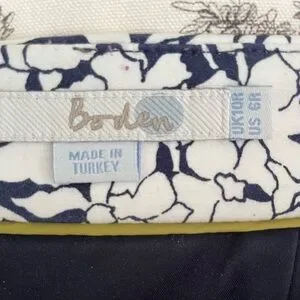 Boden
UK10R
US 6R
MADE IN
TURKEY